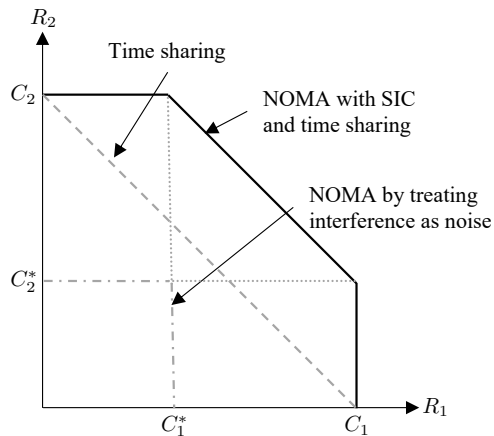 R₂
Time sharing
C₂
NOMA with SIC
and time sharing
NOMA by treating
interference as noise
C₂*
C₁*
C₁
R₁